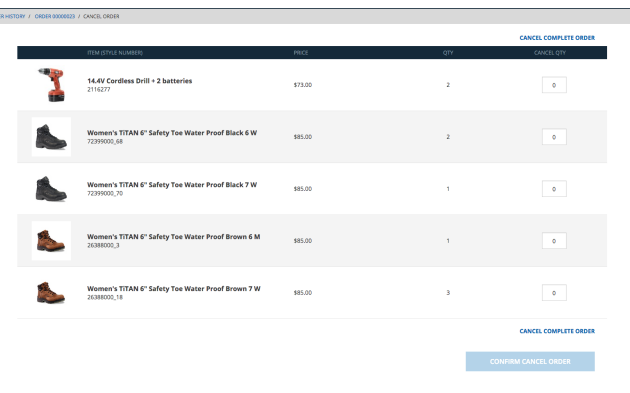 ER HISTORY / ORDER 00000023 / CANCEL ORDER
CANCEL COMPLETE ORDER
ITEM (STYLE NUMBER) PRICE QTY CANCEL QTY
14.4V Cordless Drill + 2 batteries
2116277
$73.00 2 0
Women's TiTAN 6" Safety Toe Water Proof Black 6 W
72399000_68
$85.00 2 0
Women's TiTAN 6" Safety Toe Water Proof Black 7 W
72399000_70
$85.00 1 0
Women's TiTAN 6" Safety Toe Water Proof Brown 6 M
26388000_3
$85.00 1 0
Women's TiTAN 6" Safety Toe Water Proof Brown 7 W
26388000_18
$85.00 3 0
CANCEL COMPLETE ORDER
CONFIRM CANCEL ORDER